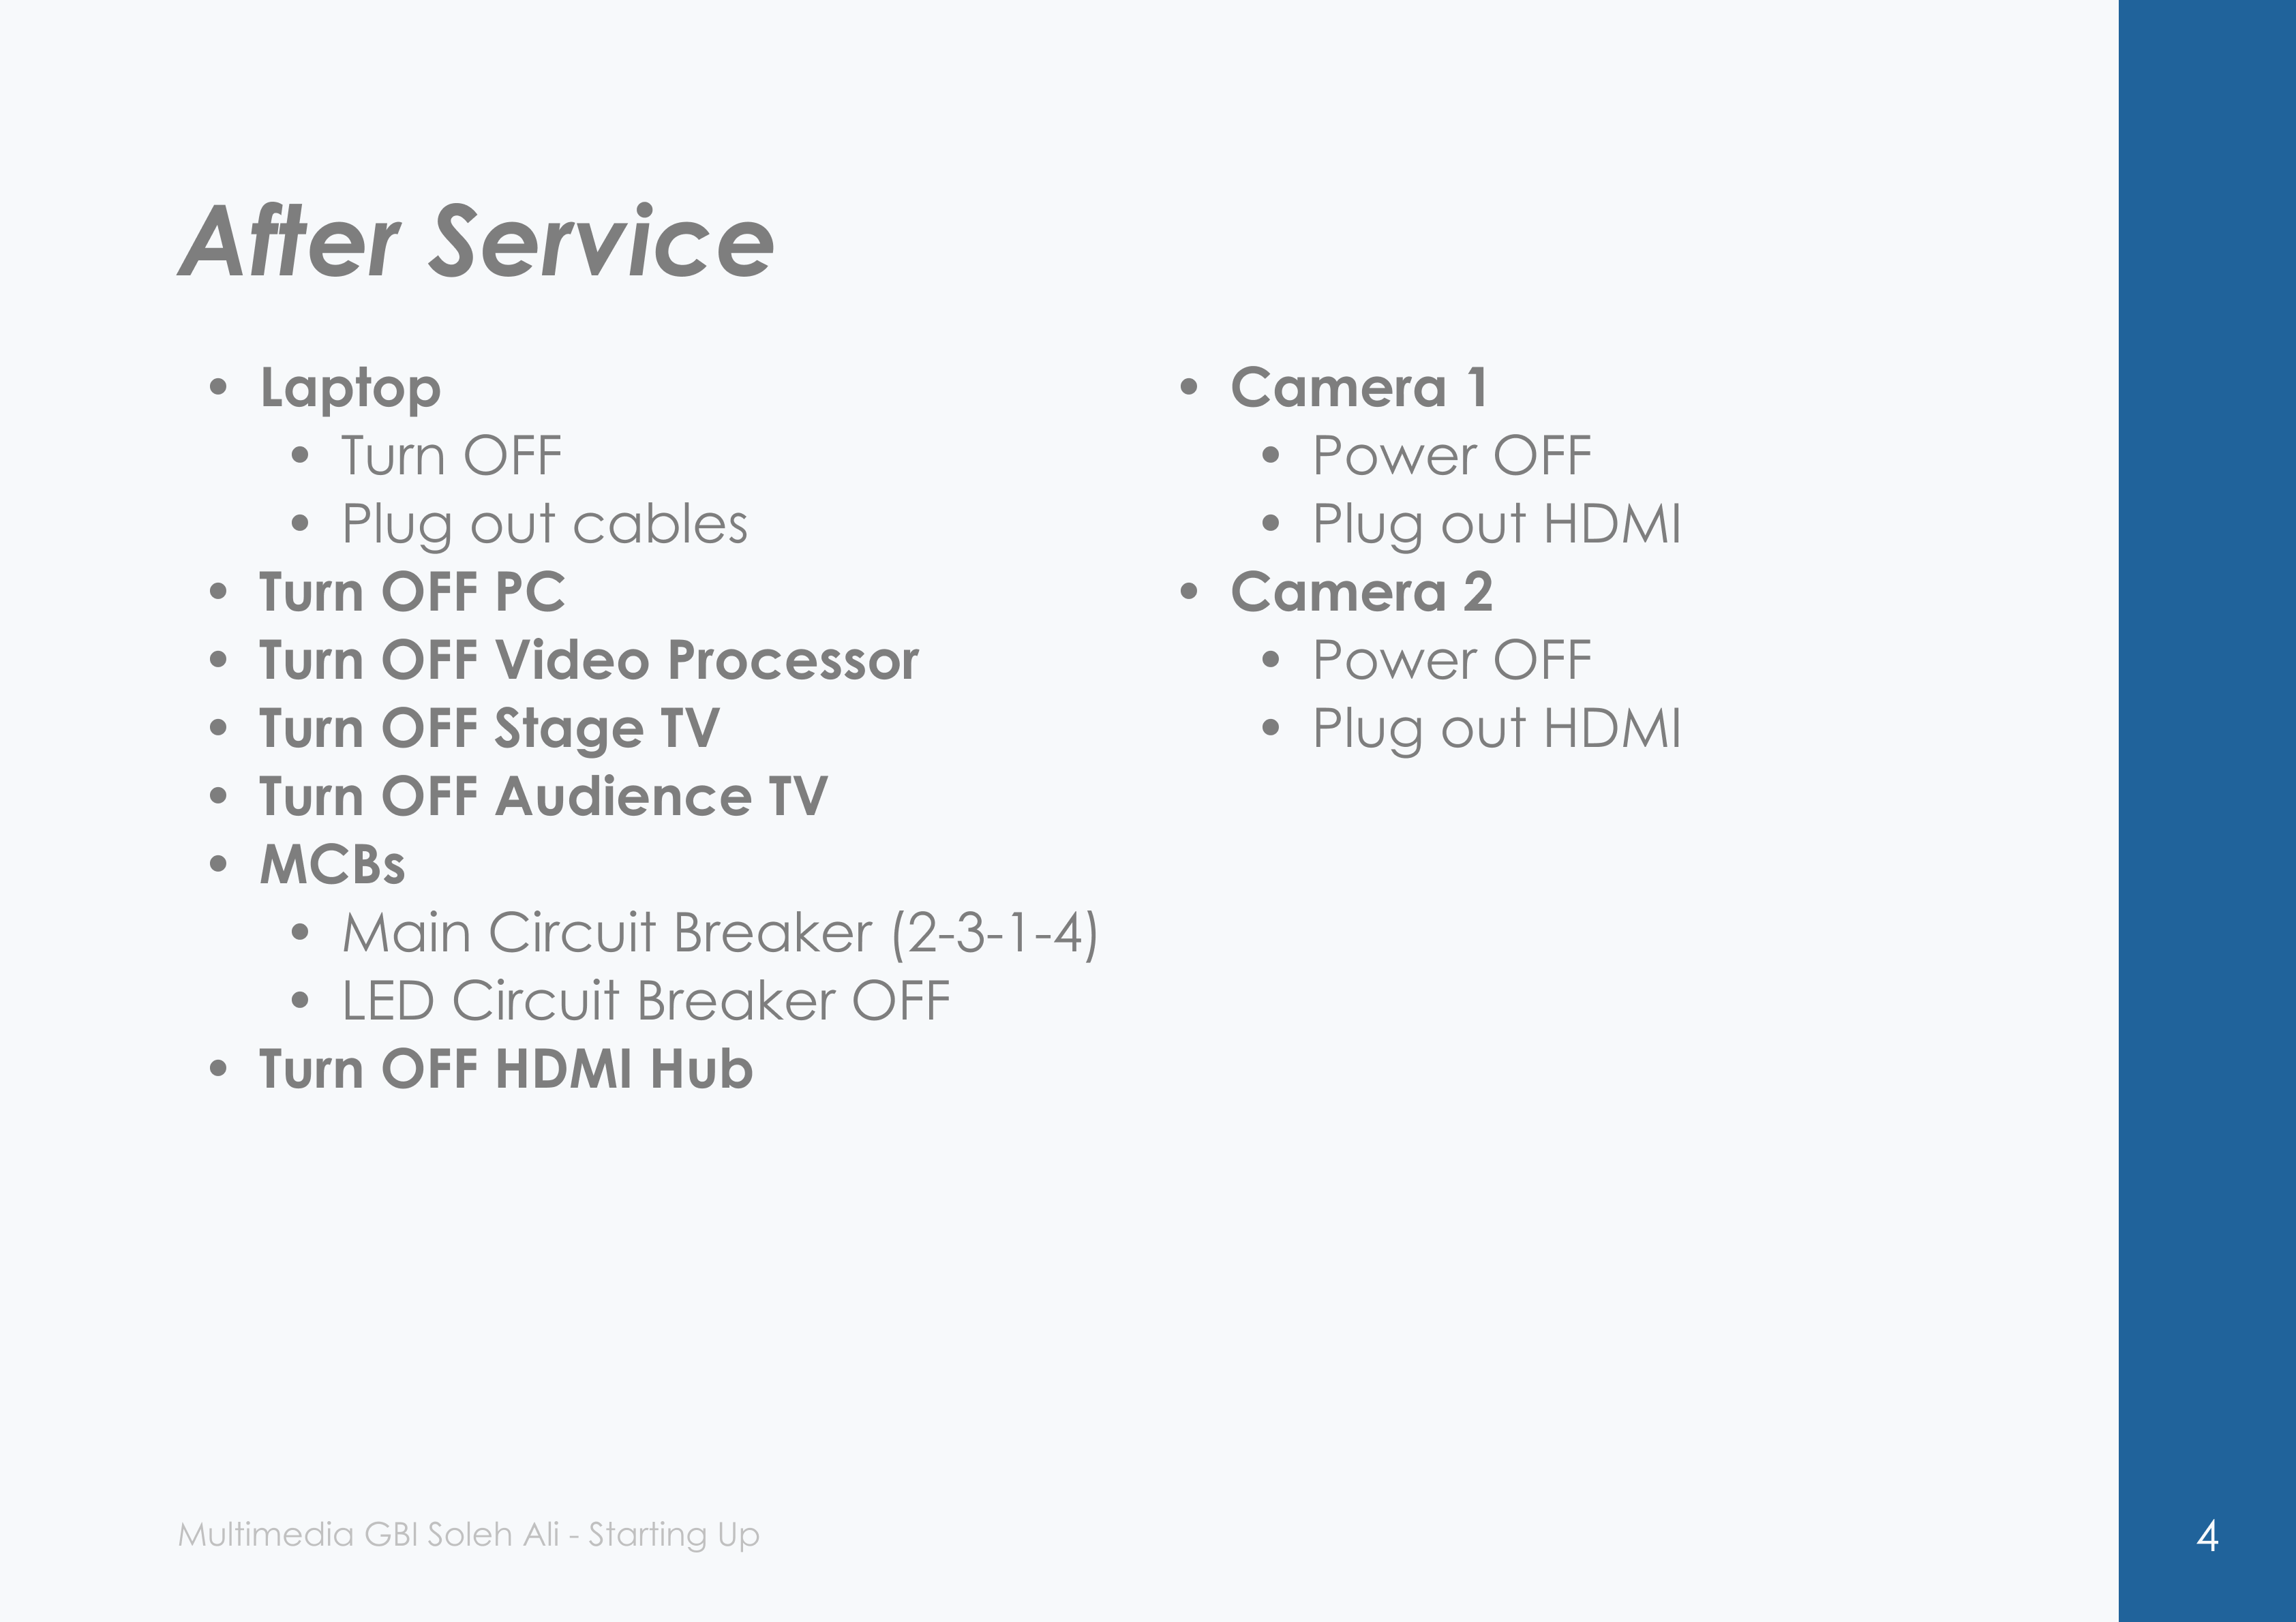 After Service
• Laptop
• Turn OFF
• Plug out cables
• Turn OFF PC
• Turn OFF Video Processor
• Turn OFF Stage TV
• Turn OFF Audience TV
• MCBs
• Main Circuit Breaker (2-3-1-4)
• LED Circuit Breaker OFF
• Turn OFF HDMI Hub
• Camera 1
• Power OFF
• Plug out HDMI
• Camera 2
• Power OFF
• Plug out HDMI
Multimedia GBI Soleh Ali - Starting Up
4